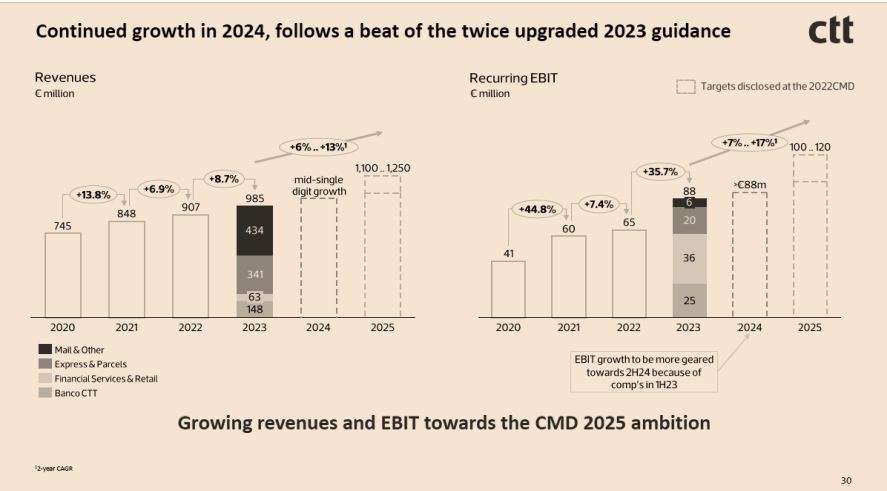 Continued growth in 2024, follows a beat of the twice upgraded 2023 guidance
ctt
Revenues
€ million
+13.8%
+6.9%
+8.7%
+6% .. +13%¹
745
848
907
985
434
341
63
148
mid-single
digit growth
1,100 .. 1,250
2020
2021
2022
2023
2024
2025
Mail & Other
Express & Parcels
Financial Services & Retail
Banco CTT
Recurring EBIT
€ million
Targets disclosed at the 2022CMD
+44.8%
+7.4%
+35.7%
+7% .. +17%¹
41
60
65
88
6
20
36
25
>€88m
100 .. 120
2020
2021
2022
2023
2024
2025
EBIT growth to be more geared
towards 2H24 because of
comp's in 1H23
Growing revenues and EBIT towards the CMD 2025 ambition
¹2-year CAGR
30